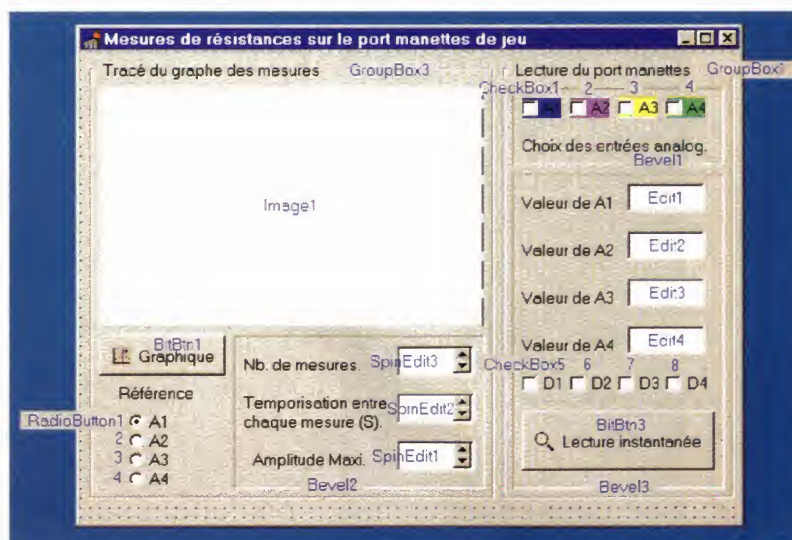 Mesures de résistances sur le port manettes de jeu
Tracé du graphe des mesures GroupBox3
Image1
BitBtn1
Graphique
Référence
RadioButton1 A1
2 A2
3 A3
4 A4
Nb. de mesures. SpinEdit3
Temporisation entre
chaque mesure (S). SpinEdit2
Amplitude Maxi. SpinEdit1
Bevel2
Lecture du port manettes GroupBox1
CheckBox1 2 3 4
A1 A2 A3 A4
Choix des entrées analog.
Bevel1
Valeur de A1 Edit1
Valeur de A2 Edit2
Valeur de A3 Edit3
Valeur de A4 Edit4
CheckBox5 6 7 8
D1 D2 D3 D4
BitBtn3
Lecture instantanée
Bevel3